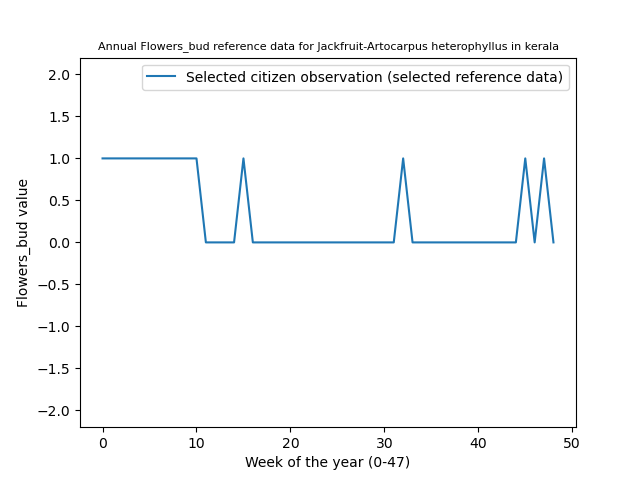 Annual Flowers_bud reference data for Jackfruit-Artocarpus heterophyllus in kerala
Selected citizen observation (selected reference data)
2.0
1.5
1.0
0.5
0.0
−0.5
−1.0
−1.5
−2.0
Flowers_bud value
0 10 20 30 40 50
Week of the year (0-47)